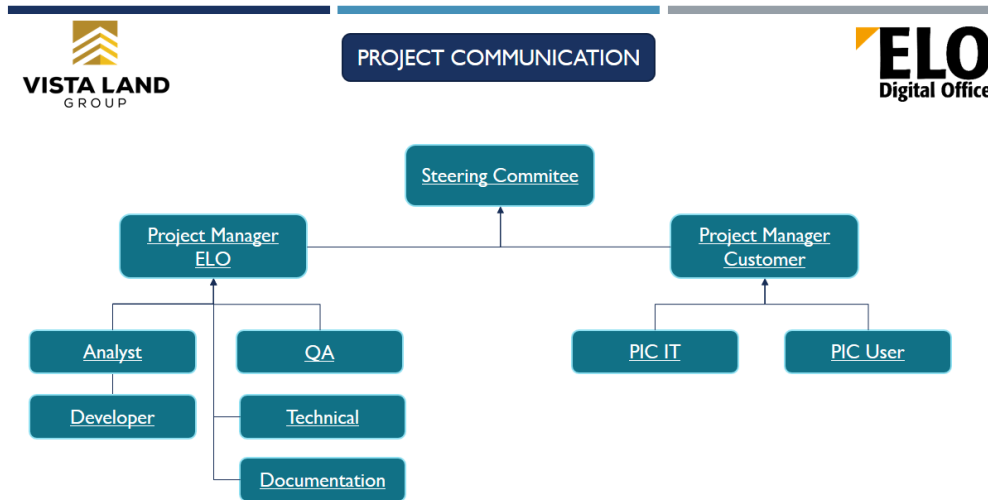 PROJECT COMMUNICATION
VISTA LAND
GROUP
ELO
Digital Office
Steering Commitee
Project Manager
ELO
Project Manager
Customer
Analyst
QA
PIC IT
PIC User
Developer
Technical
Documentation